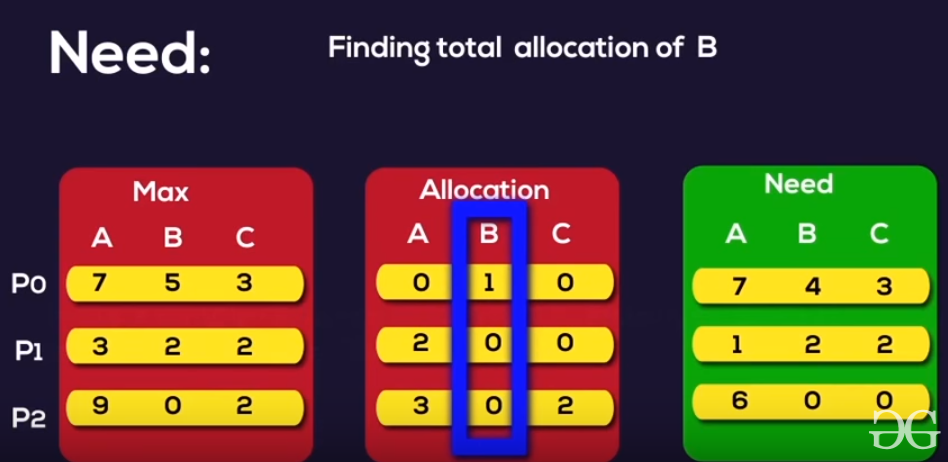 Need: Finding total allocation of B
Max Allocation Need
A B C A B C A B C
P0 7 5 3 0 1 0 7 4 3
P1 3 2 2 2 0 0 1 2 2
P2 9 0 2 3 0 2 6 0 0
GG